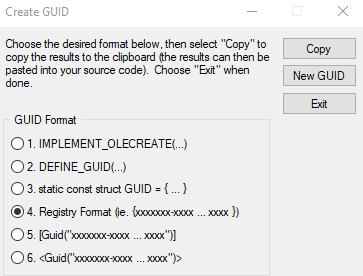 Create GUID
Choose the desired format below, then select "Copy" to
copy the results to the clipboard (the results can then be
pasted into your source code). Choose "Exit" when
done.
Copy
New GUID
Exit
GUID Format
1. IMPLEMENT_OLECREATE(...)
2. DEFINE_GUID(...)
3. static const struct GUID = { ... }
4. Registry Format (ie. {xxxxxxx-xxxx ... xxxx })
5. [Guid("xxxxxxx-xxxx ... xxxx")]
6. <Guid("xxxxxxx-xxxx ... xxxx")>